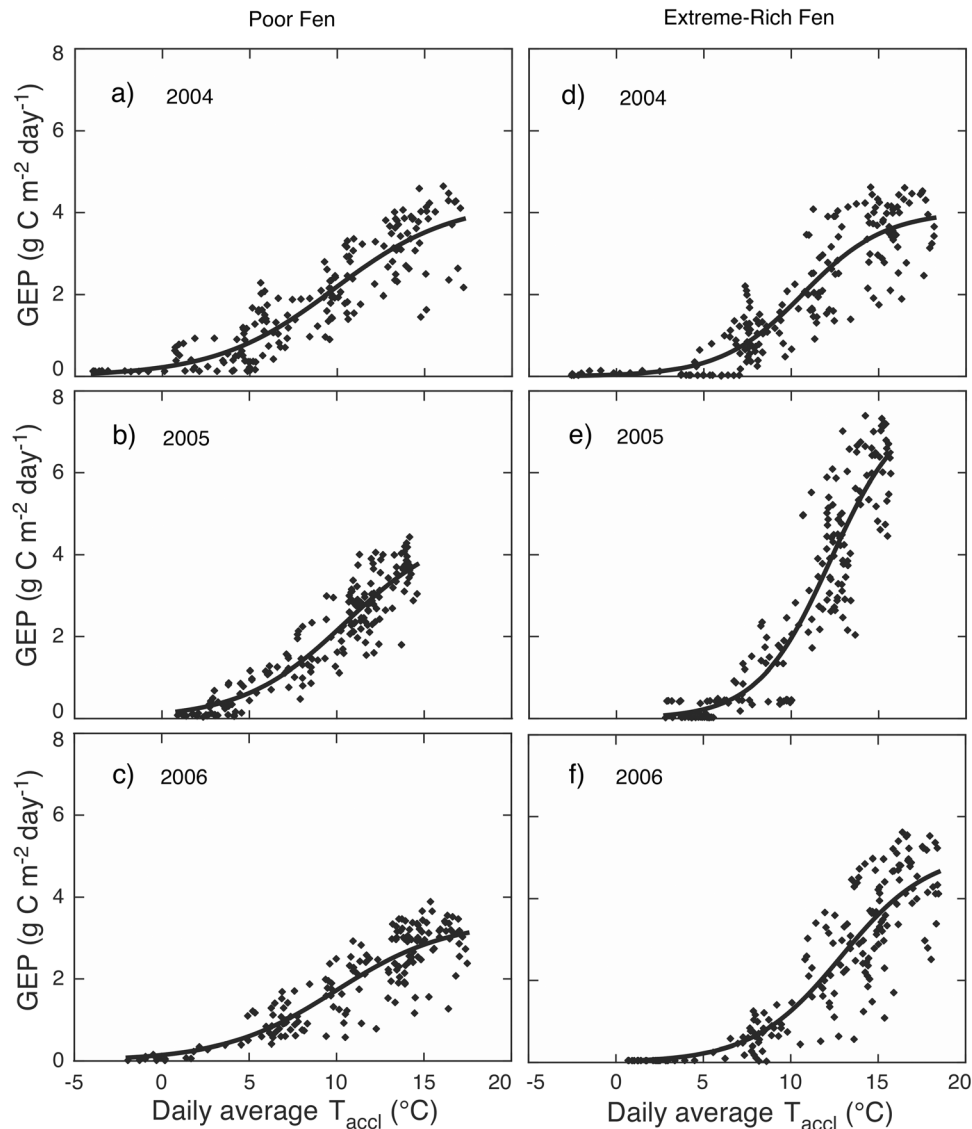 Poor Fen Extreme-Rich Fen
8 a) 2004 d) 2004
6
4
2
0
GEP (g C m⁻² day⁻¹)
8 b) 2005 e) 2005
6
4
2
0
GEP (g C m⁻² day⁻¹)
8 c) 2006 f) 2006
6
4
2
0
GEP (g C m⁻² day⁻¹)
-5 0 5 10 15 20 -5 0 5 10 15 20
Daily average T_accl (°C) Daily average T_accl (°C)